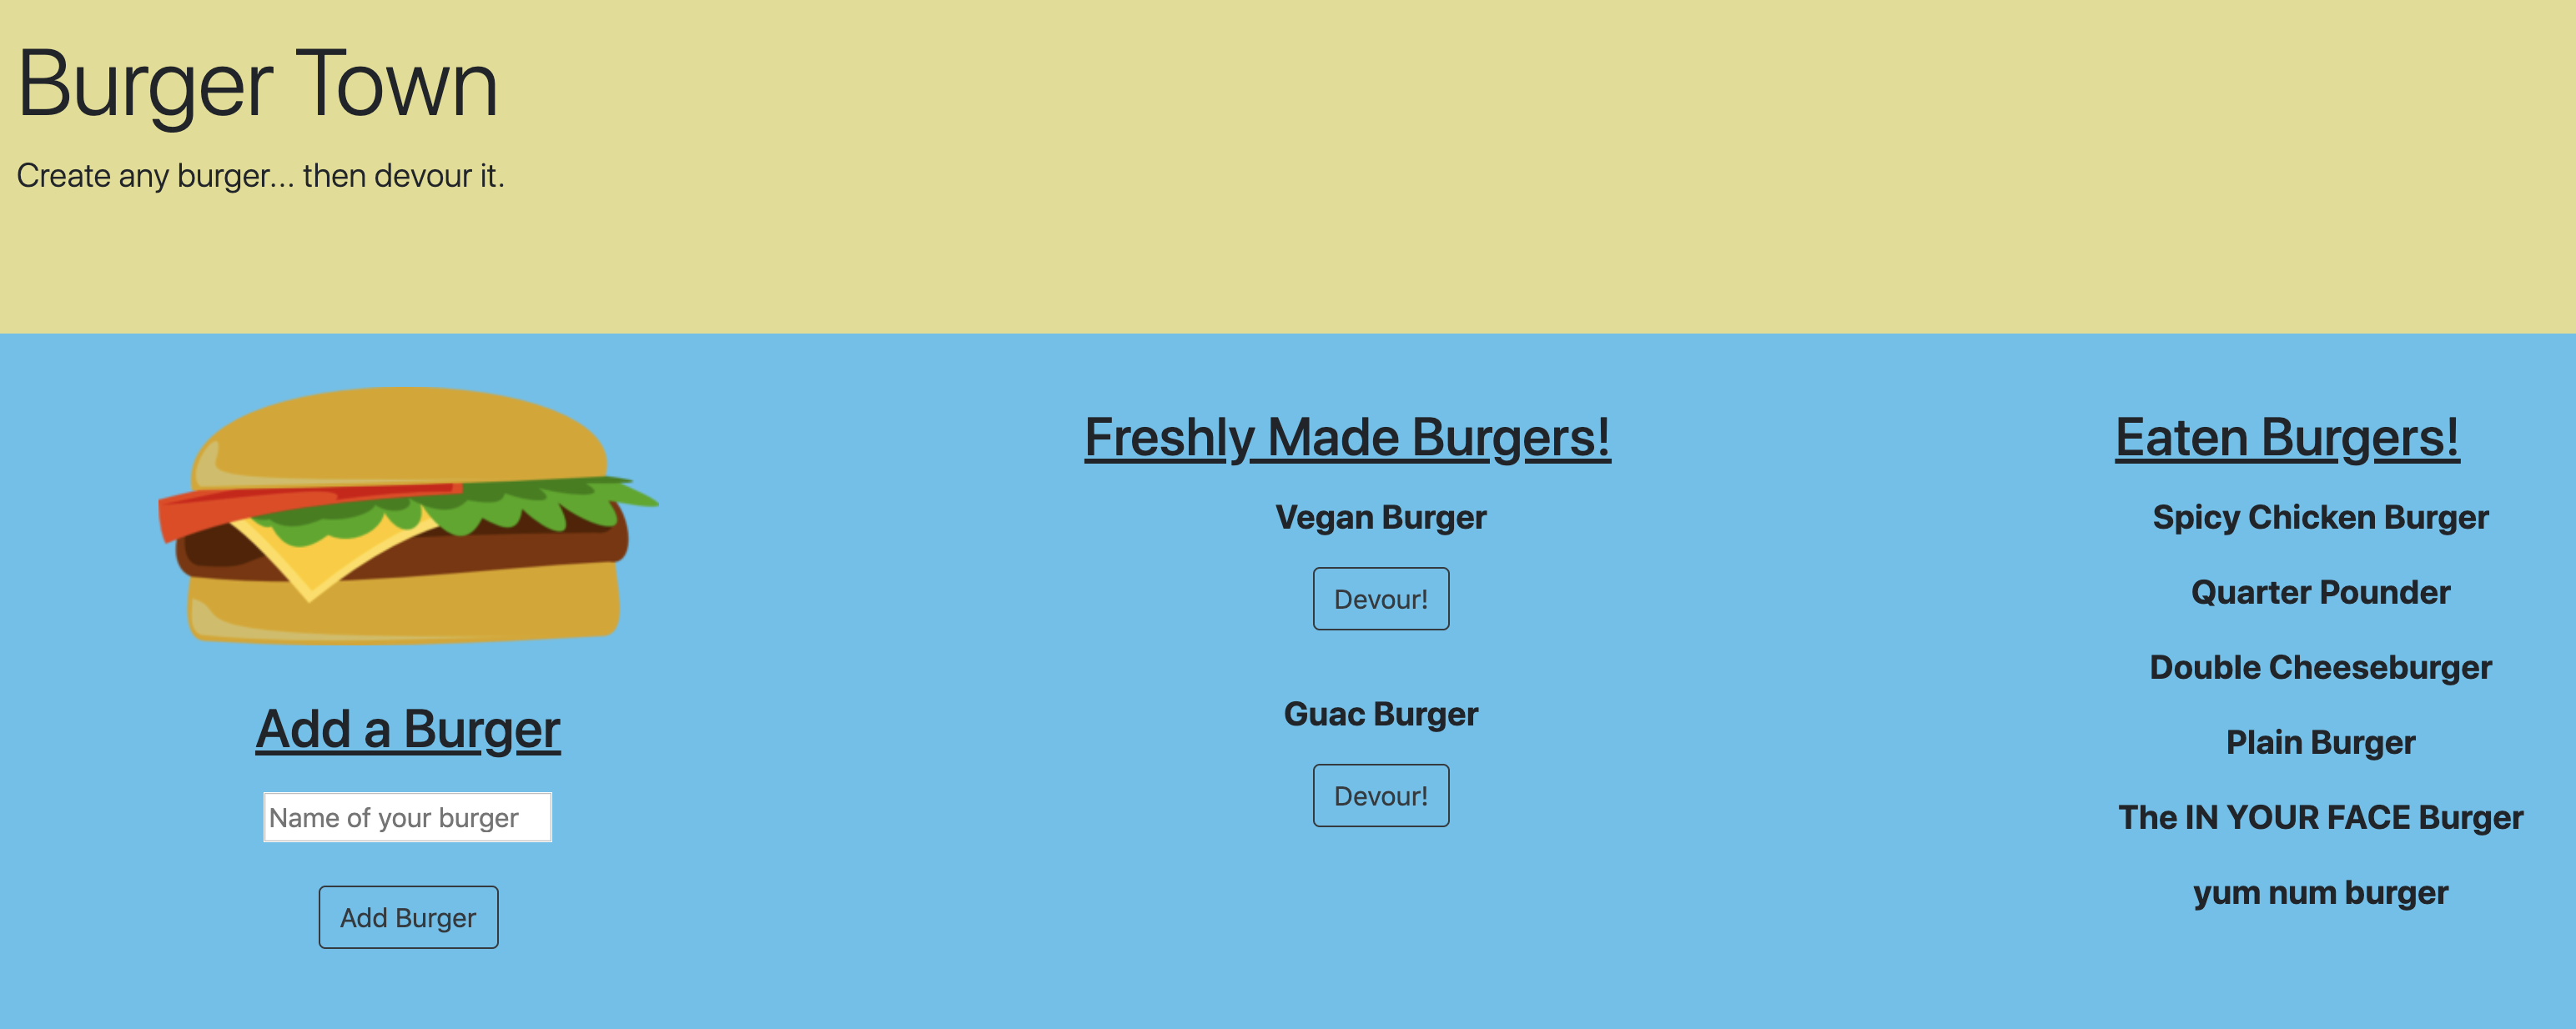 Burger Town
Create any burger... then devour it.
Add a Burger
Name of your burger
Add Burger
Freshly Made Burgers!
Vegan Burger
Devour!
Guac Burger
Devour!
Eaten Burgers!
Spicy Chicken Burger
Quarter Pounder
Double Cheeseburger
Plain Burger
The IN YOUR FACE Burger
yum num burger